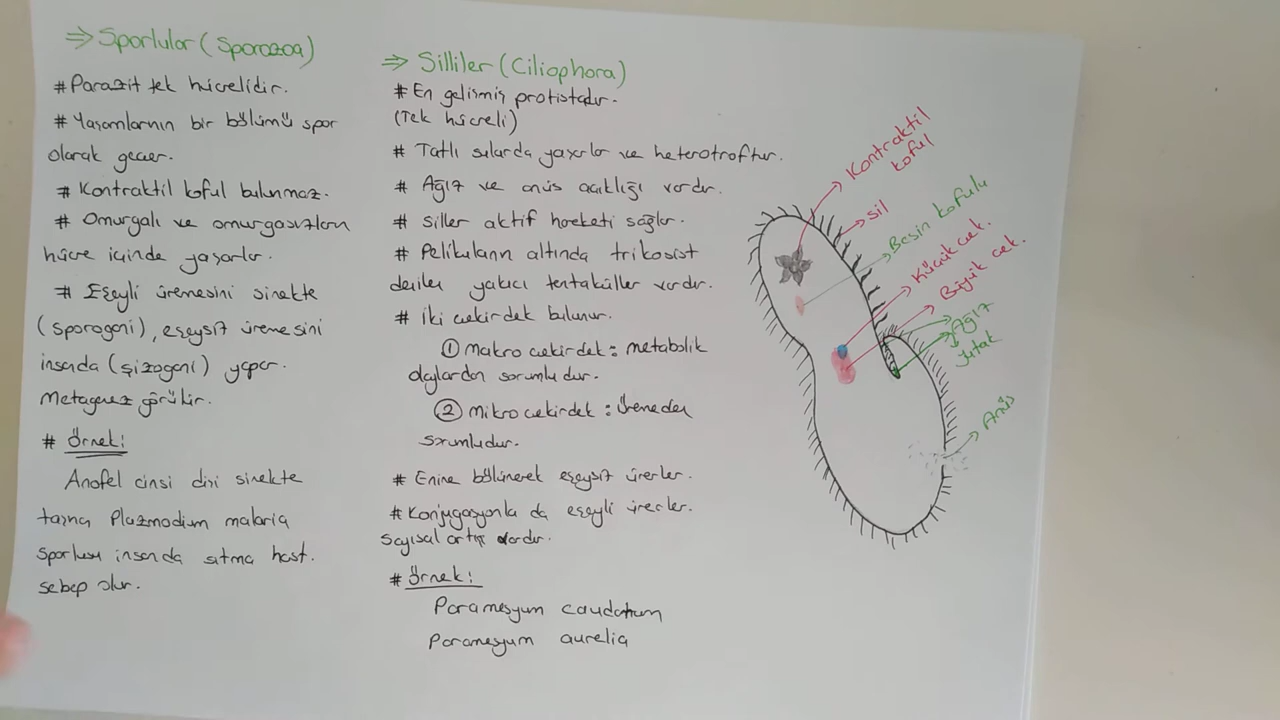 ⇒ Sporlular (Sporozoa)
# Parazit tek hücrelidir.
# Yaşamlarının bir bölümü spor
olarak geçer.
# Kontraktil koful bulunmaz.
# Omurgalı ve omurgasızların
hücre içinde yaşarlar.
# Eşeyli üremesini sinekte
(sporogoni), eşeysiz üremesini
insanda (şizogoni) yapar.
Metagenez görülür.
# Örnek:
Anofel cinsi dişi sinekte
taşınan Plazmodium malaria
sporlusu insanda sıtma hast.
sebep olur.
⇒ Silliler (Ciliophora)
# En gelişmiş protistadır.
(Tek hücreli)
# Tatlı sularda yaşarlar ve heterotroftur.
# Ağız ve anüs açıklığı vardır.
# Siller aktif hareketi sağlar.
# Pelikulanın altında trikosist
denilen yakıcı tentaküller vardır.
# İki çekirdek bulunur.
① Makro çekirdek: metabolik
olaylardan sorumludur.
② Mikro çekirdek: Üremeden
sorumludur.
# Enine bölünerek eşeysiz ürerler.
# Konjugasyonla da eşeyli ürerler.
Sayısal artış vardır.
# Örnek:
Paramesyum caudatum
Paramesyum aurelia
Kontraktil
koful
Sil
Besin kofulu
Küçük çek.
Büyük çek.
Ağız
Yutak
Anüs